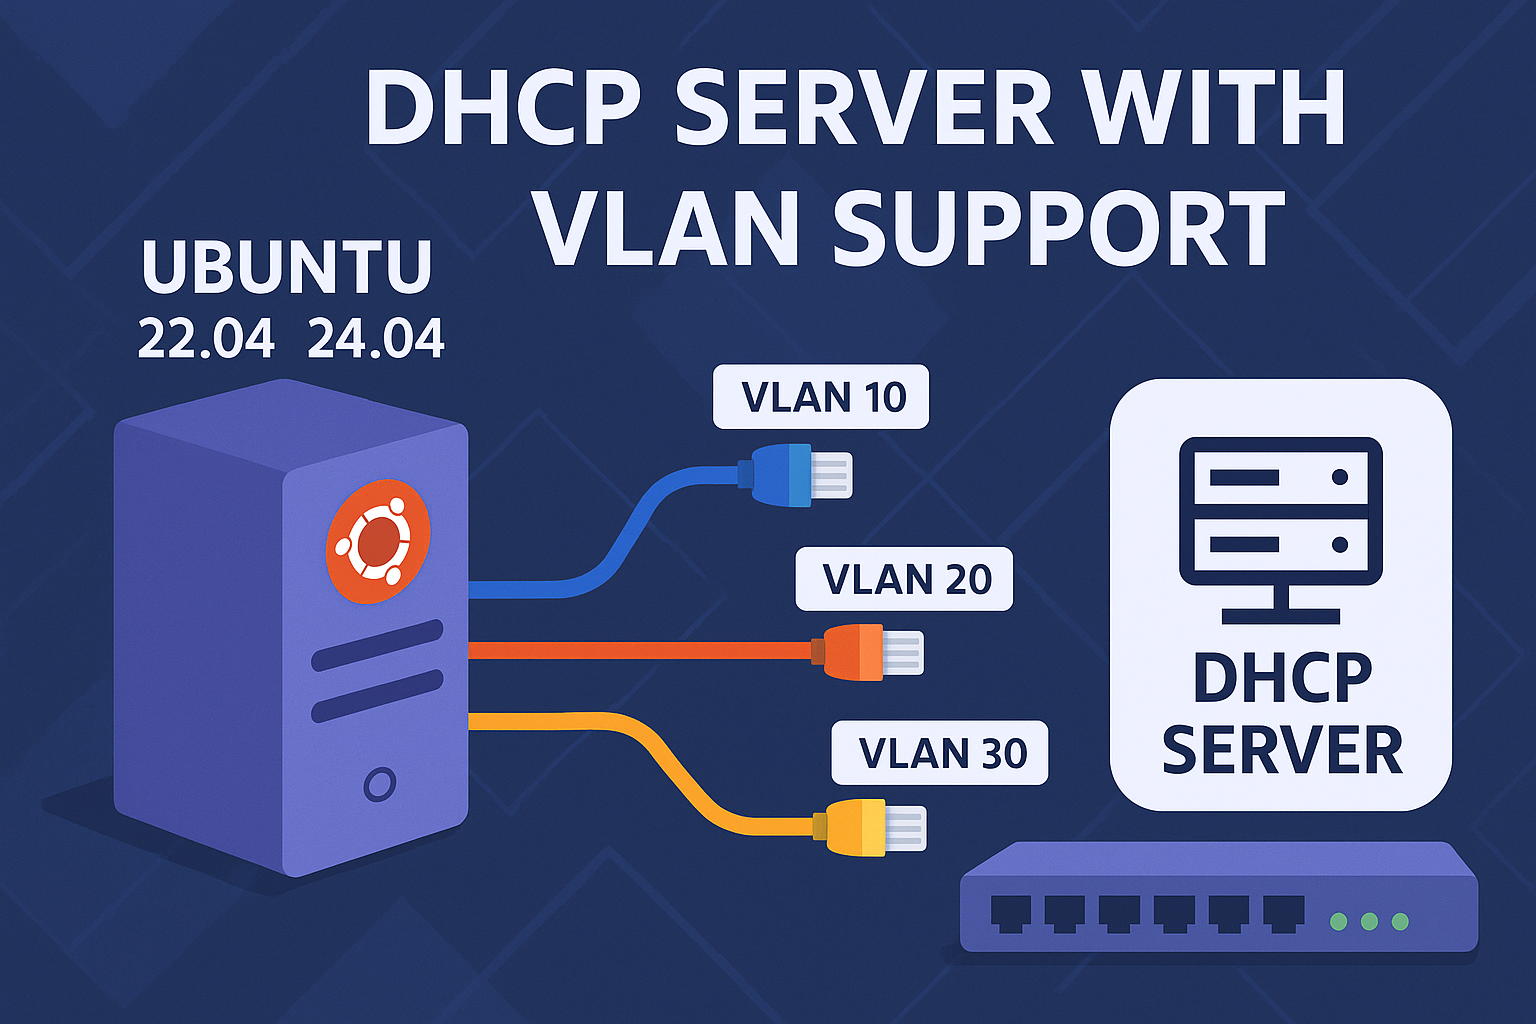 DHCP SERVER WITH
VLAN SUPPORT
UBUNTU
22.04 24.04
VLAN 10
VLAN 20
VLAN 30
DHCP
SERVER